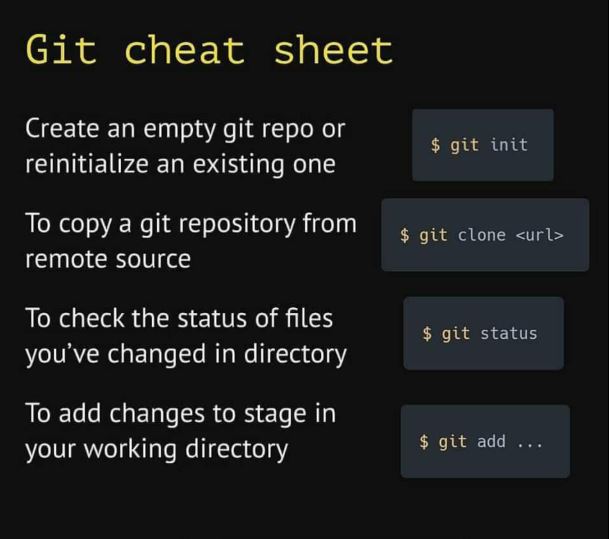 Git cheat sheet
Create an empty git repo or
reinitialize an existing one
$ git init
To copy a git repository from
remote source
$ git clone <url>
To check the status of files
you’ve changed in directory
$ git status
To add changes to stage in
your working directory
$ git add ...